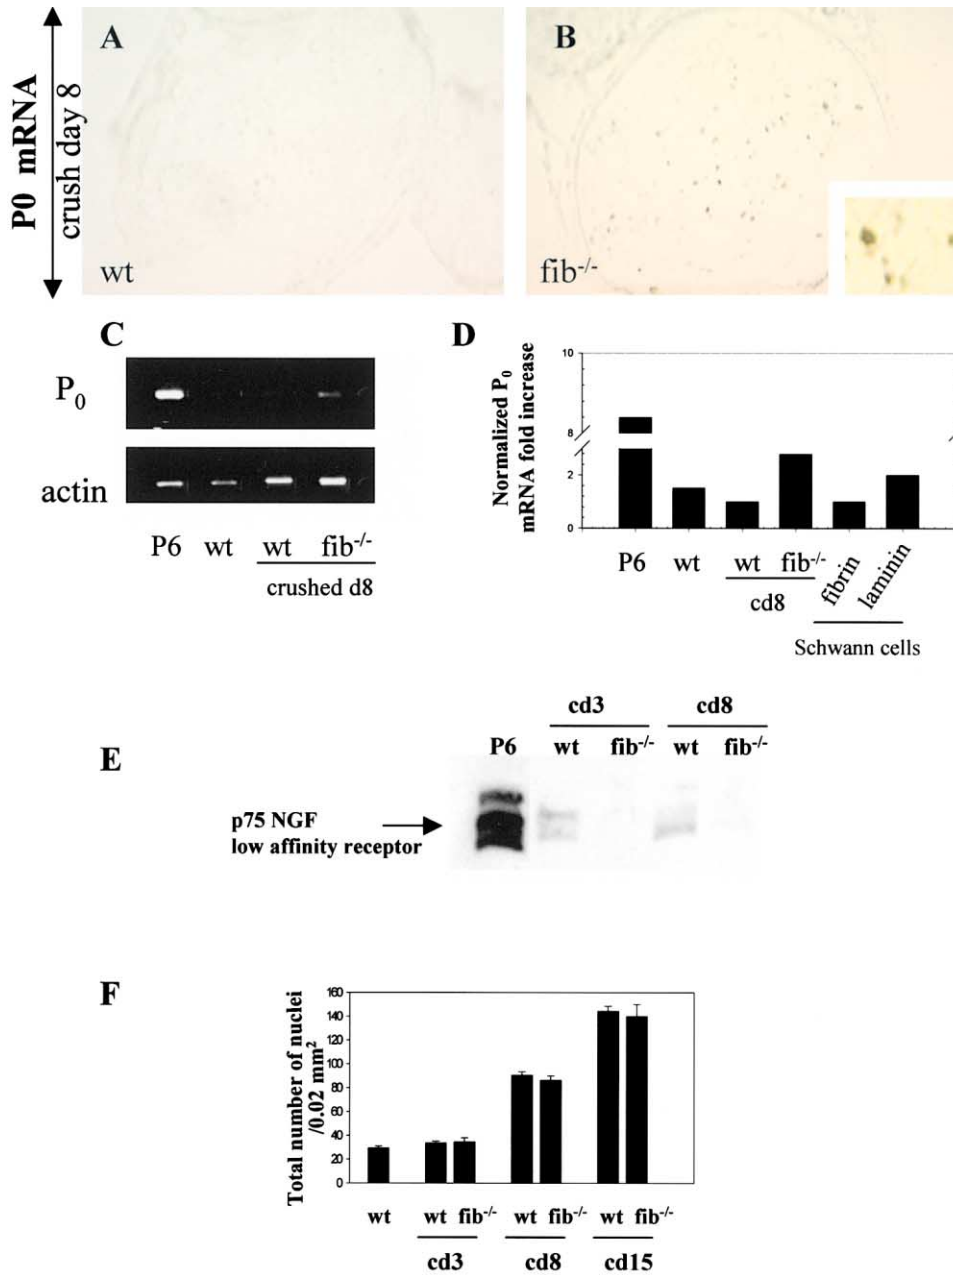 P0 mRNA
crush day 8
A
wt
B
fib-/-
C
P0
actin
P6 wt wt fib-/-
crushed d8
D
Normalized P0
mRNA fold increase
10
8
2
0
P6 wt wt fib-/- fibrin laminin
cd8
Schwann cells
E
cd3 cd8
P6 wt fib-/- wt fib-/-
p75 NGF
low affinity receptor
F
Total number of nuclei
/0.02 mm2
160
140
120
100
80
60
40
20
0
wt wt fib-/- wt fib-/- wt fib-/-
cd3 cd8 cd15